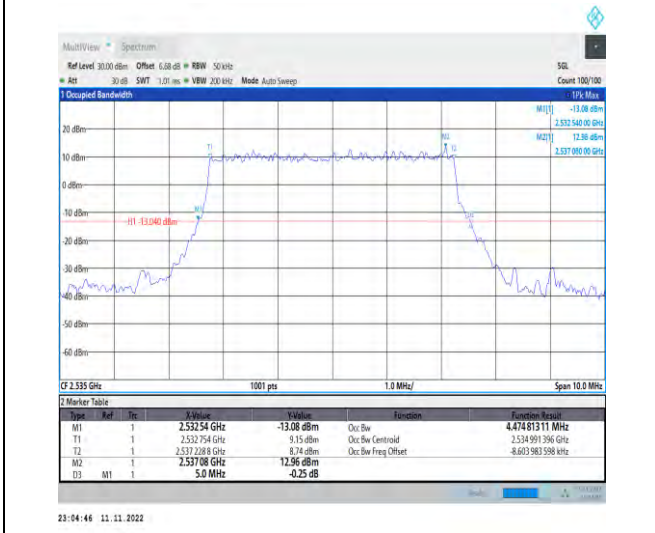 MultiView Spectrum
Ref Level 30.00 dBm Offset 6.68 dB RBW 50 kHz SGL
Att 30 dB SWT 1.01 ms VBW 200 kHz Mode Auto Sweep Count 100/100
1 Occupied Bandwidth 1Pk Max
M1[1] -13.08 dBm
2.532 540 00 GHz
M2[1] 12.96 dBm
2.537 080 00 GHz
20 dBm
M2
T1 T2
10 dBm
0 dBm
-10 dBm
M1
H1 -13.040 dBm
-20 dBm
-30 dBm
-40 dBm
-50 dBm
-60 dBm
CF 2.535 GHz 1001 pts 1.0 MHz/ Span 10.0 MHz
2 Marker Table
Type Ref Trc X-Value Y-Value Function Function Result
M1 1 2.53254 GHz -13.08 dBm Occ Bw 4.474 813 11 MHz
T1 1 2.532 754 GHz 9.15 dBm Occ Bw Centroid 2.534 991 396 GHz
T2 1 2.537 228 8 GHz 8.74 dBm Occ Bw Freq Offset -8.603 983 598 kHz
M2 1 2.53708 GHz 12.96 dBm
D3 M1 1 5.0 MHz -0.25 dB
23:04:46 11.11.2022